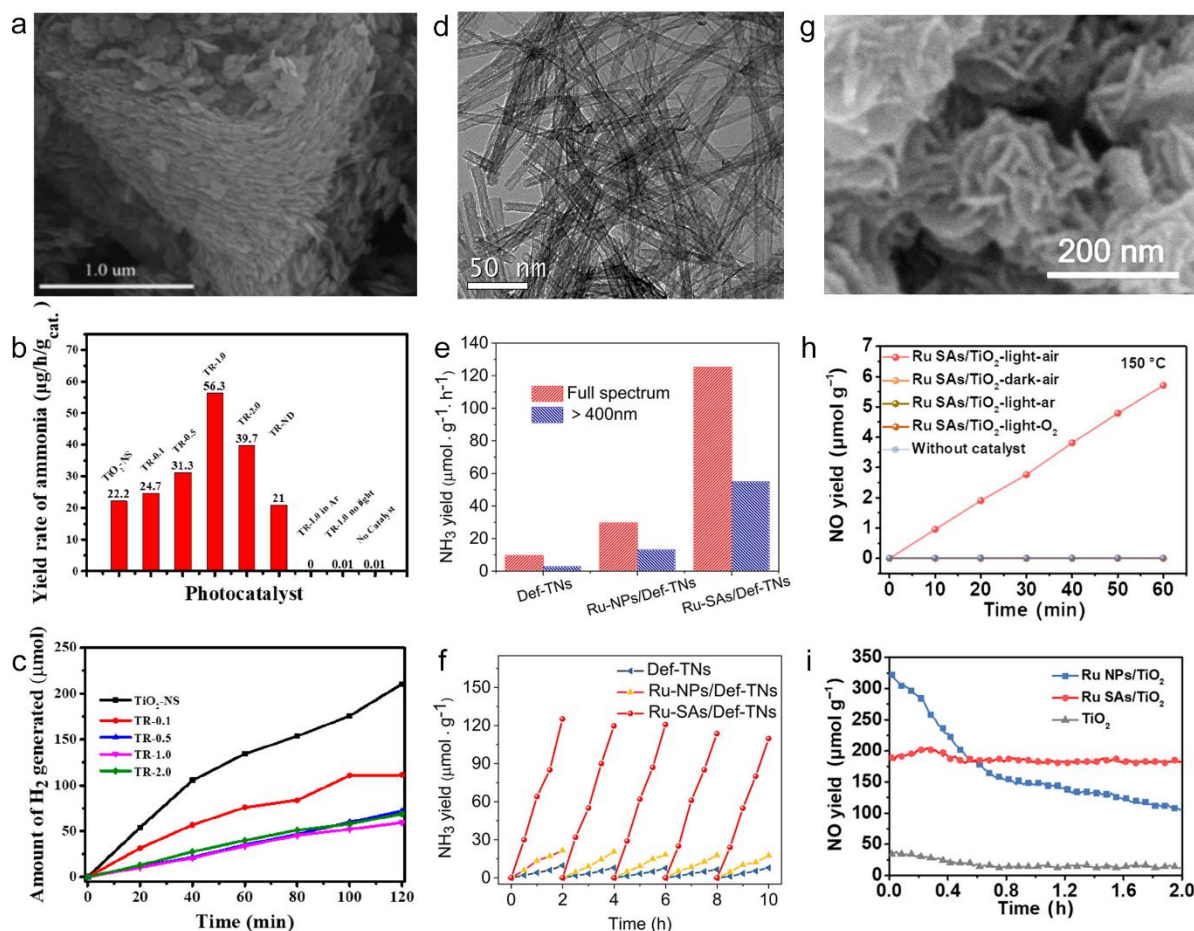 a
1.0 um
d
50 nm
g
200 nm
b
Yield rate of ammonia (µg/h/gcat.)
70
60
50
40
30
20
10
0
TiO2-NS
22.2
TR-0.1
24.7
TR-0.5
31.3
TR-1.0
56.3
TR-2.0
39.7
TR-ND
21
TR-1.0 in Ar
0
TR-1.0 no light
0.01
No Catalyst
0.01
Photocatalyst
e
NH3 yield (µmol · g⁻¹ · h⁻¹)
140
120
100
80
60
40
20
0
Full spectrum
> 400nm
Def-TNs
Ru-NPs/Def-TNs
Ru-SAs/Def-TNs
h
NO yield (µmol g⁻¹)
7
6
5
4
3
2
1
0
Ru SAs/TiO2-light-air
Ru SAs/TiO2-dark-air
Ru SAs/TiO2-light-ar
Ru SAs/TiO2-light-O2
Without catalyst
150 °C
0 10 20 30 40 50 60
Time (min)
c
Amount of H2 generated (µmol)
250
200
150
100
50
0
TiO2-NS
TR-0.1
TR-0.5
TR-1.0
TR-2.0
0 20 40 60 80 100 120
Time (min)
f
NH3 yield (µmol g⁻¹)
150
120
90
60
30
0
Def-TNs
Ru-NPs/Def-TNs
Ru-SAs/Def-TNs
0 2 4 6 8 10
Time (h)
i
NO yield (µmol g⁻¹)
350
300
250
200
150
100
50
0
Ru NPs/TiO2
Ru SAs/TiO2
TiO2
0.0 0.4 0.8 1.2 1.6 2.0
Time (h)